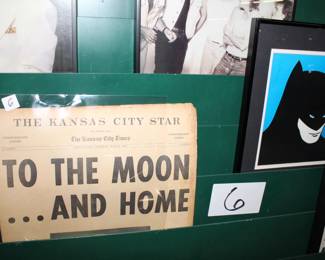 6
THE KANSAS CITY STAR
The Kansas City Times
TO THE MOON
... AND HOME
6